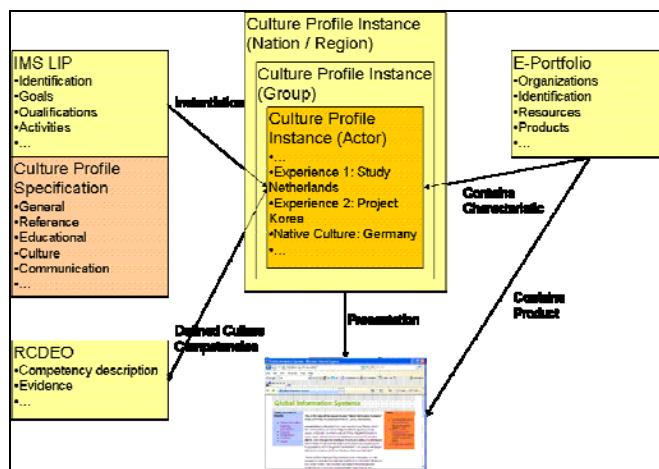 IMS LIP
•Identification
•Goals
•Qualifications
•Activities
•...
Culture Profile
Specification
•General
•Reference
•Educational
•Culture
•Communication
•...
RCDEO
•Competency description
•Evidence
•...
Instantiation
Defined Culture
Competencies
Culture Profile Instance
(Nation / Region)
Culture Profile Instance
(Group)
Culture Profile
Instance (Actor)
•...
•Experience 1: Study
Netherlands
•Experience 2: Project
Korea
•Native Culture: Germany
•...
Presentation
Global Information Systems
E-Portfolio
•Organizations
•Identification
•Resources
•Products
•...
Contains
Characteristic
Contains
Product